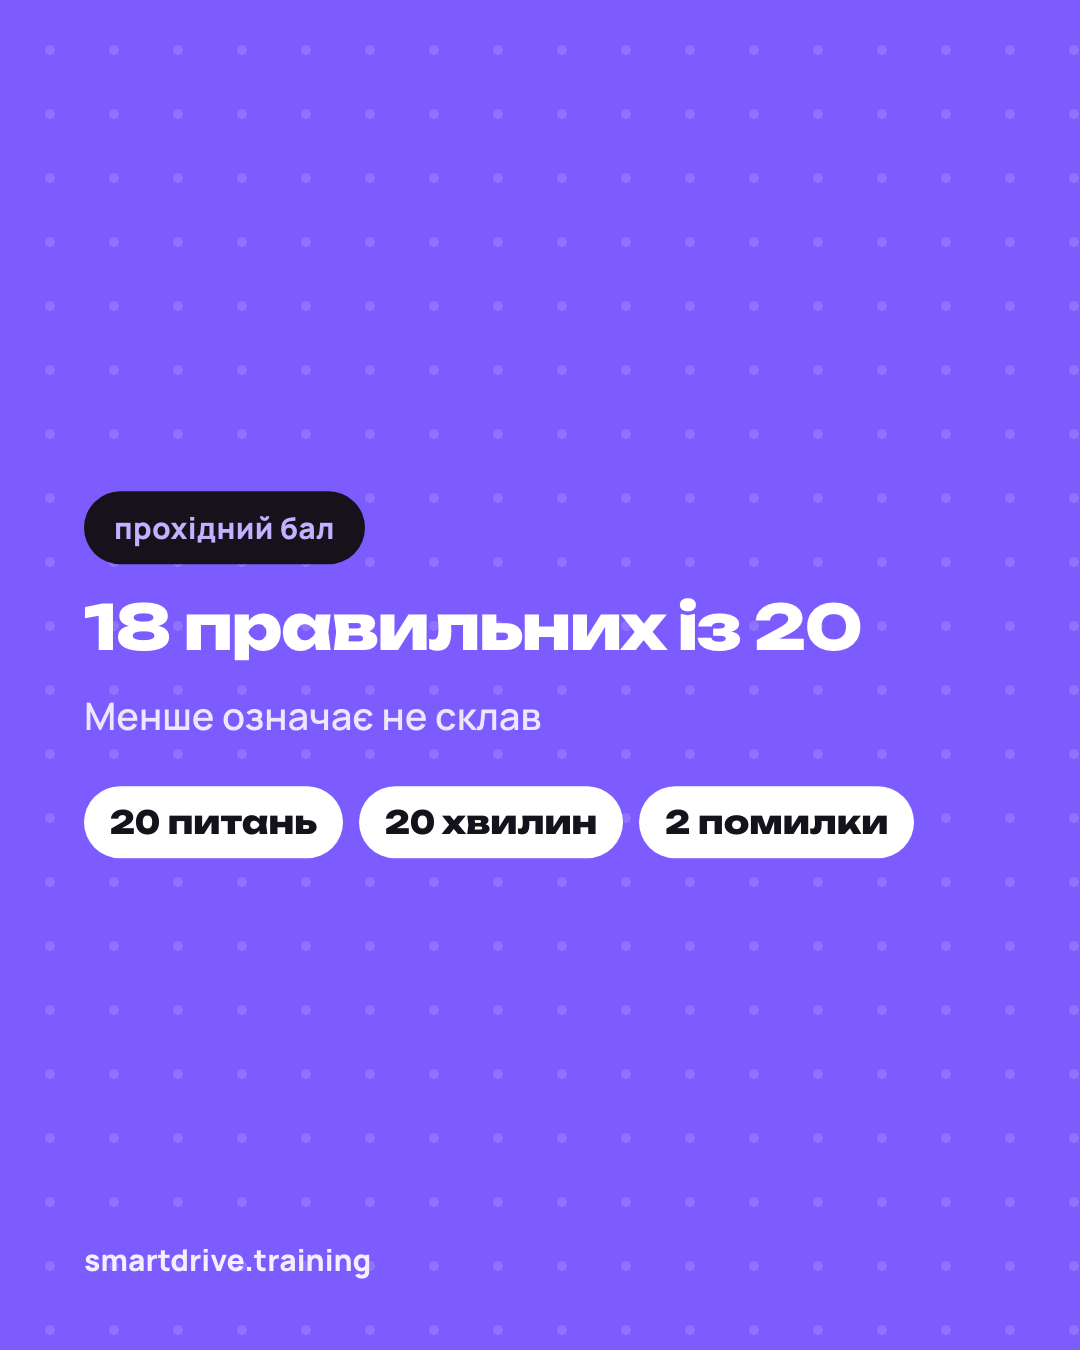 прохідний бал
18 правильних із 20
Менше означає не склав
20 питань
20 хвилин
2 помилки
smartdrive.training